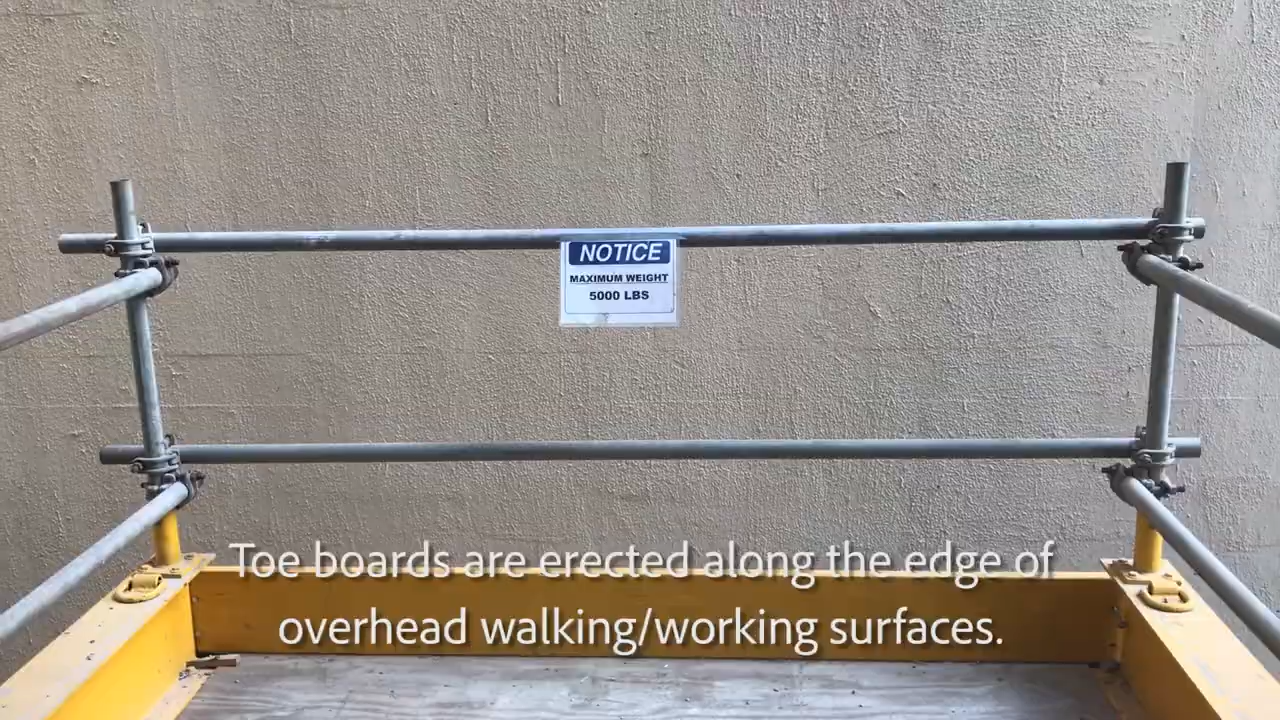 NOTICE
MAXIMUM WEIGHT
5000 LBS
Toe boards are erected along the edge of
overhead walking/working surfaces.